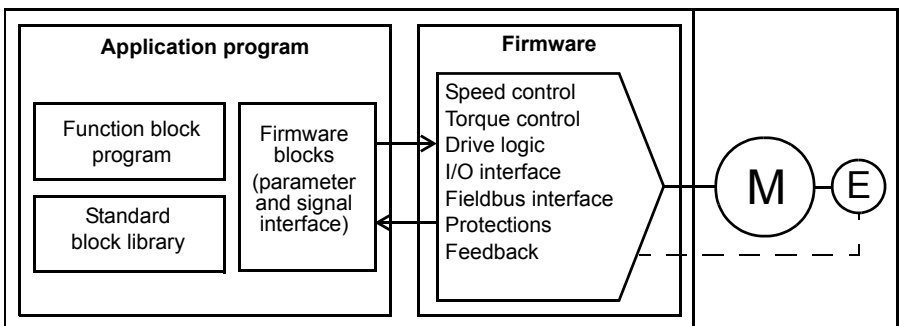 Application program
Function block
program
Standard
block library
Firmware
blocks
(parameter
and signal
interface)
Firmware
Speed control
Torque control
Drive logic
I/O interface
Fieldbus interface
Protections
Feedback
M
E